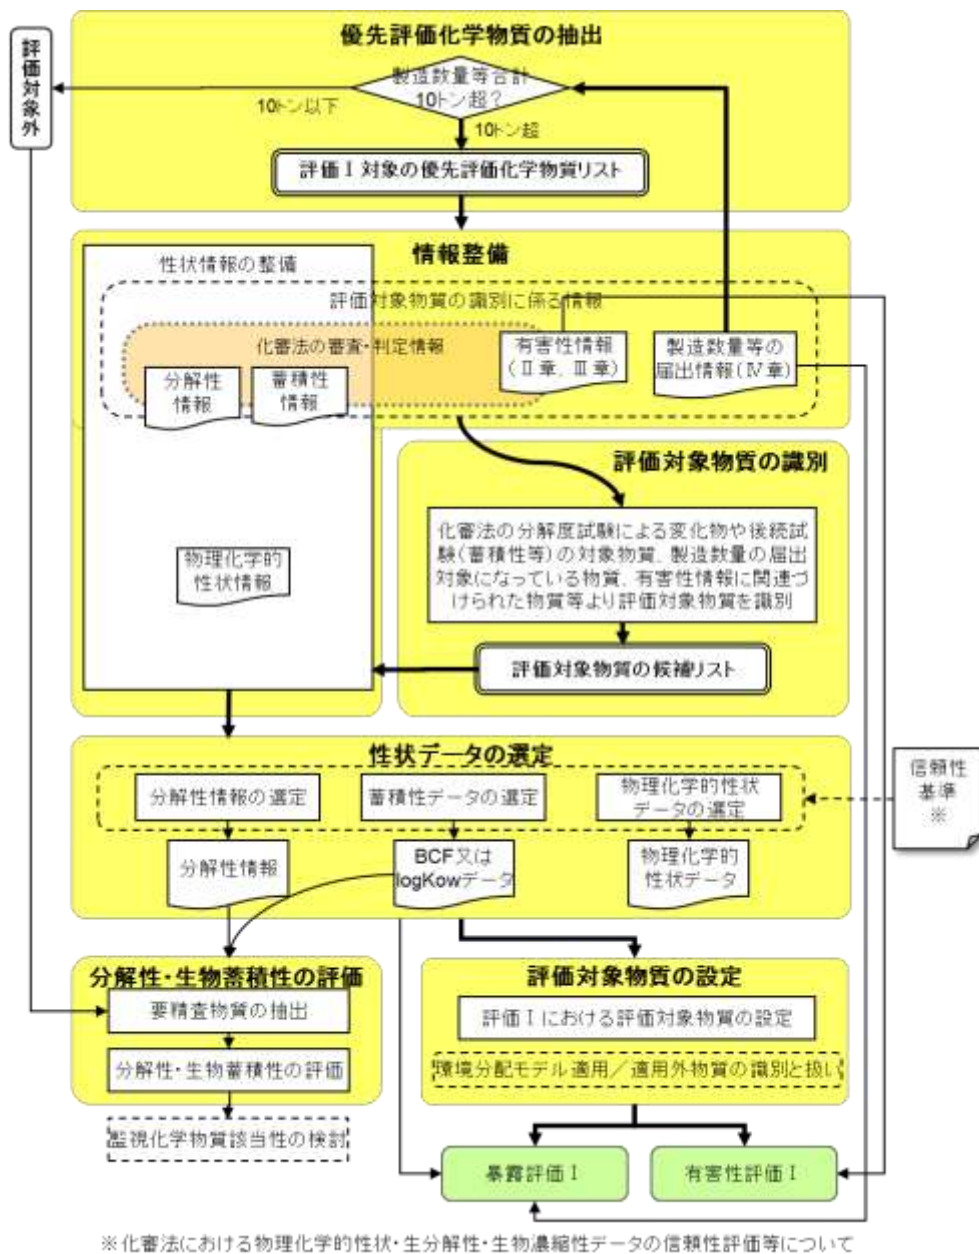 優先評価化学物質の抽出
評価対象外
製造数量等合計
10トン超?
10トン以下
10トン超
評価Ⅰ対象の優先評価化学物質リスト
情報整備
性状情報の整備
評価対象物質の識別に係る情報
化審法の審査・判定情報
有害性情報
(Ⅱ章、Ⅲ章)
製造数量等の
届出情報(Ⅳ章)
分解性
情報
蓄積性
情報
物理化学的
性状情報
評価対象物質の識別
化審法の分解度試験による変化物や後続試
験(蓄積性等)の対象物質、製造数量の届出
対象になっている物質、有害性情報に関連づ
けられた物質等より評価対象物質を識別
評価対象物質の候補リスト
性状データの選定
分解性情報の選定
蓄積性データの選定
物理化学的性状
データの選定
信頼性
基準
※
分解性情報
BCF又は
logKowデータ
物理化学的
性状データ
分解性・生物蓄積性の評価
要精査物質の抽出
分解性・生物蓄積性の評価
監視化学物質該当性の検討
評価対象物質の設定
評価Ⅰにおける評価対象物質の設定
環境分配モデル適用/適用外物質の識別と扱い
暴露評価Ⅰ
有害性評価Ⅰ
※化審法における物理化学的性状・生分解性・生物濃縮性データの信頼性評価等について